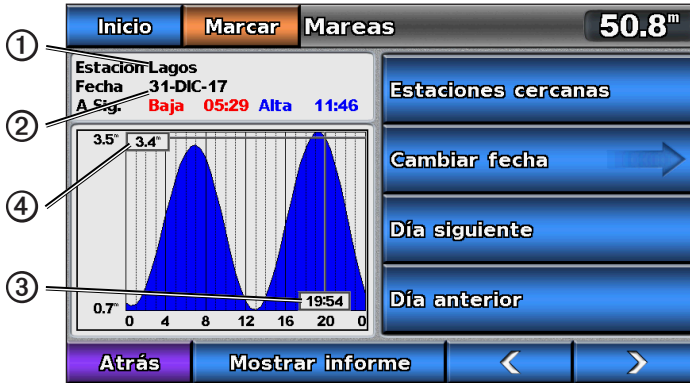 Inicio Marcar Mareas 50.8m
① Estación Lagos
② Fecha 31-DIC-17
A Sig. Baja 05:29 Alta 11:46
Estaciones cercanas
3.5m 3.4m
Cambiar fecha
④
Día siguiente
③ 19:54
Día anterior
0.7m
0 4 8 12 16 20 0
Atrás Mostrar informe